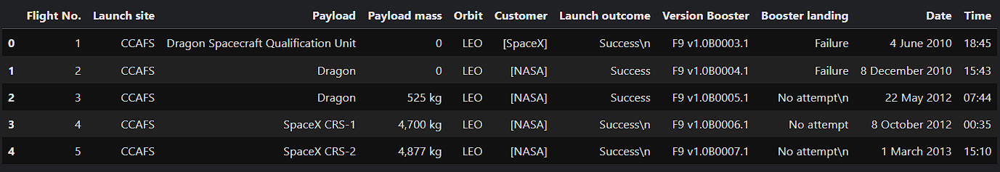 Flight No. Launch site Payload Payload mass Orbit Customer Launch outcome Version Booster Booster landing Date Time
0 1 CCAFS Dragon Spacecraft Qualification Unit 0 LEO [SpaceX] Success\n F9 v1.0B0003.1 Failure 4 June 2010 18:45
1 2 CCAFS Dragon 0 LEO [NASA] Success F9 v1.0B0004.1 Failure 8 December 2010 15:43
2 3 CCAFS Dragon 525 kg LEO [NASA] Success F9 v1.0B0005.1 No attempt\n 22 May 2012 07:44
3 4 CCAFS SpaceX CRS-1 4,700 kg LEO [NASA] Success\n F9 v1.0B0006.1 No attempt 8 October 2012 00:35
4 5 CCAFS SpaceX CRS-2 4,877 kg LEO [NASA] Success\n F9 v1.0B0007.1 No attempt\n 1 March 2013 15:10